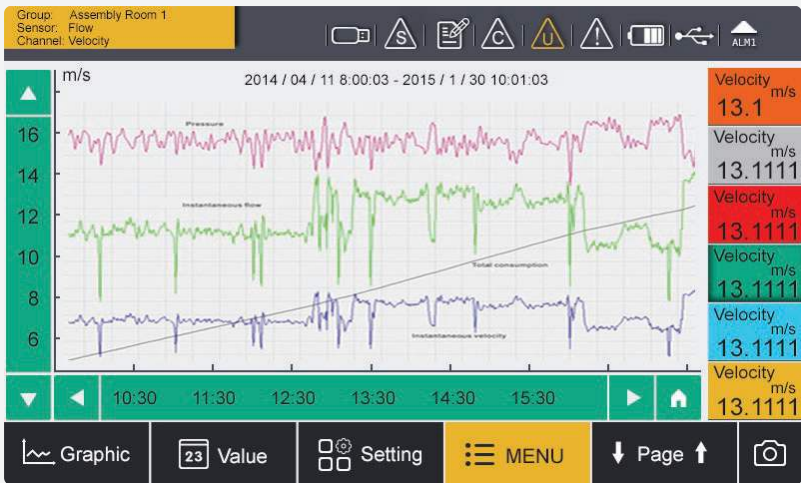 Group: Assembly Room 1
Sensor: Flow
Channel: Velocity
S
C
U
ALM1
m/s
2014 / 04 / 11 8:00:03 - 2015 / 1 / 30 10:01:03
16
14
12
10
8
6
Pressure
Instantaneous flow
Total consumption
Instantaneous velocity
10:30 11:30 12:30 13:30 14:30 15:30
Velocity
m/s
13.1
Velocity
m/s
13.1111
Velocity
m/s
13.1111
Velocity
m/s
13.1111
Velocity
m/s
13.1111
Velocity
m/s
13.1111
Graphic
23 Value
Setting
MENU
Page